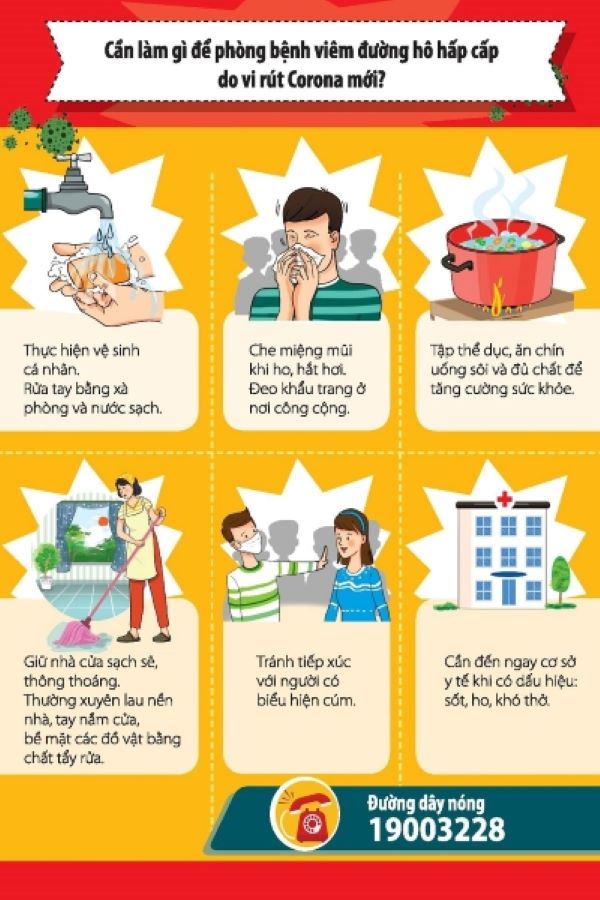 Cần làm gì để phòng bệnh viêm đường hô hấp cấp
do vi rút Corona mới?
Thực hiện vệ sinh
cá nhân.
Rửa tay bằng xà
phòng và nước sạch.
Che miệng mũi
khi ho, hắt hơi.
Đeo khẩu trang ở
nơi công cộng.
Tập thể dục, ăn chín
uống sôi và đủ chất để
tăng cường sức khỏe.
Giữ nhà cửa sạch sẽ,
thông thoáng.
Thường xuyên lau nền
nhà, tay nắm cửa,
bề mặt các đồ vật bằng
chất tẩy rửa.
Tránh tiếp xúc
với người có
biểu hiện cúm.
Cần đến ngay cơ sở
y tế khi có dấu hiệu:
sốt, ho, khó thở.
Đường dây nóng
19003228